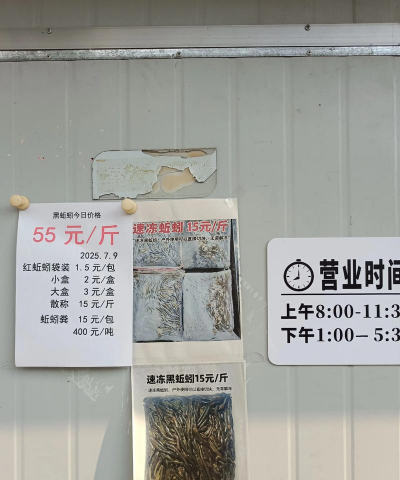 黑蚯蚓今日价格
55 元/斤
2025.7.9
红蚯蚓袋装 1.5 元/包
小盒 2 元/盒
大盒 3 元/盒
散称 15 元/斤
蚯蚓粪 15 元/包
400 元/吨
速冻蚯蚓 15元/斤
速冻黑蚯蚓15元/斤
营业时间
上午8:00-11:3
下午1:00-5:3